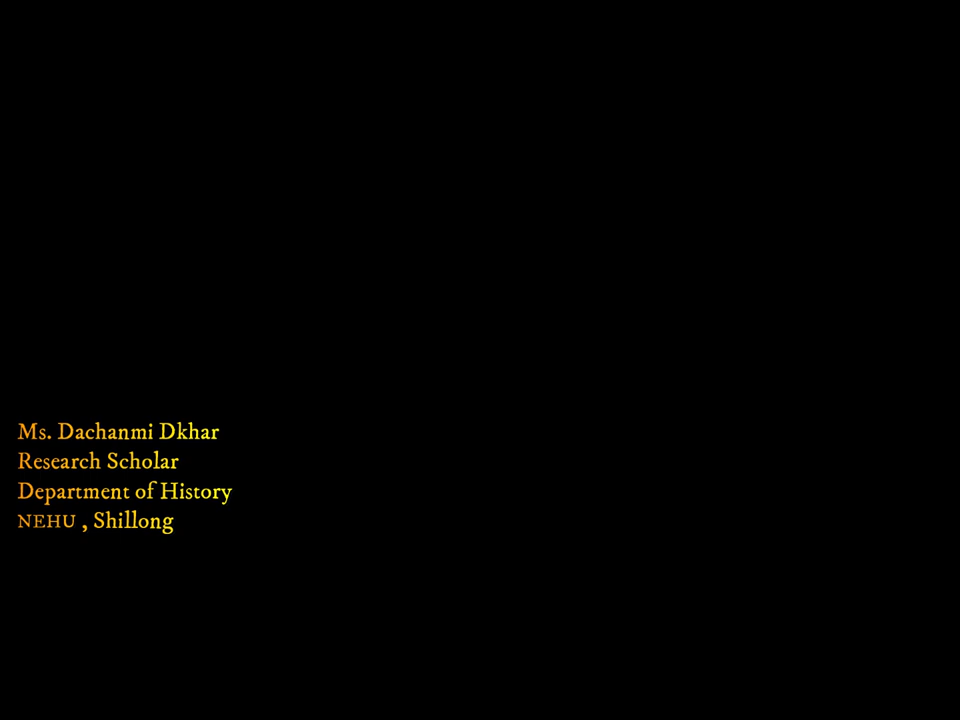 Ms. Dachanmi Dkhar
Research Scholar
Department of History
NEHU , Shillong